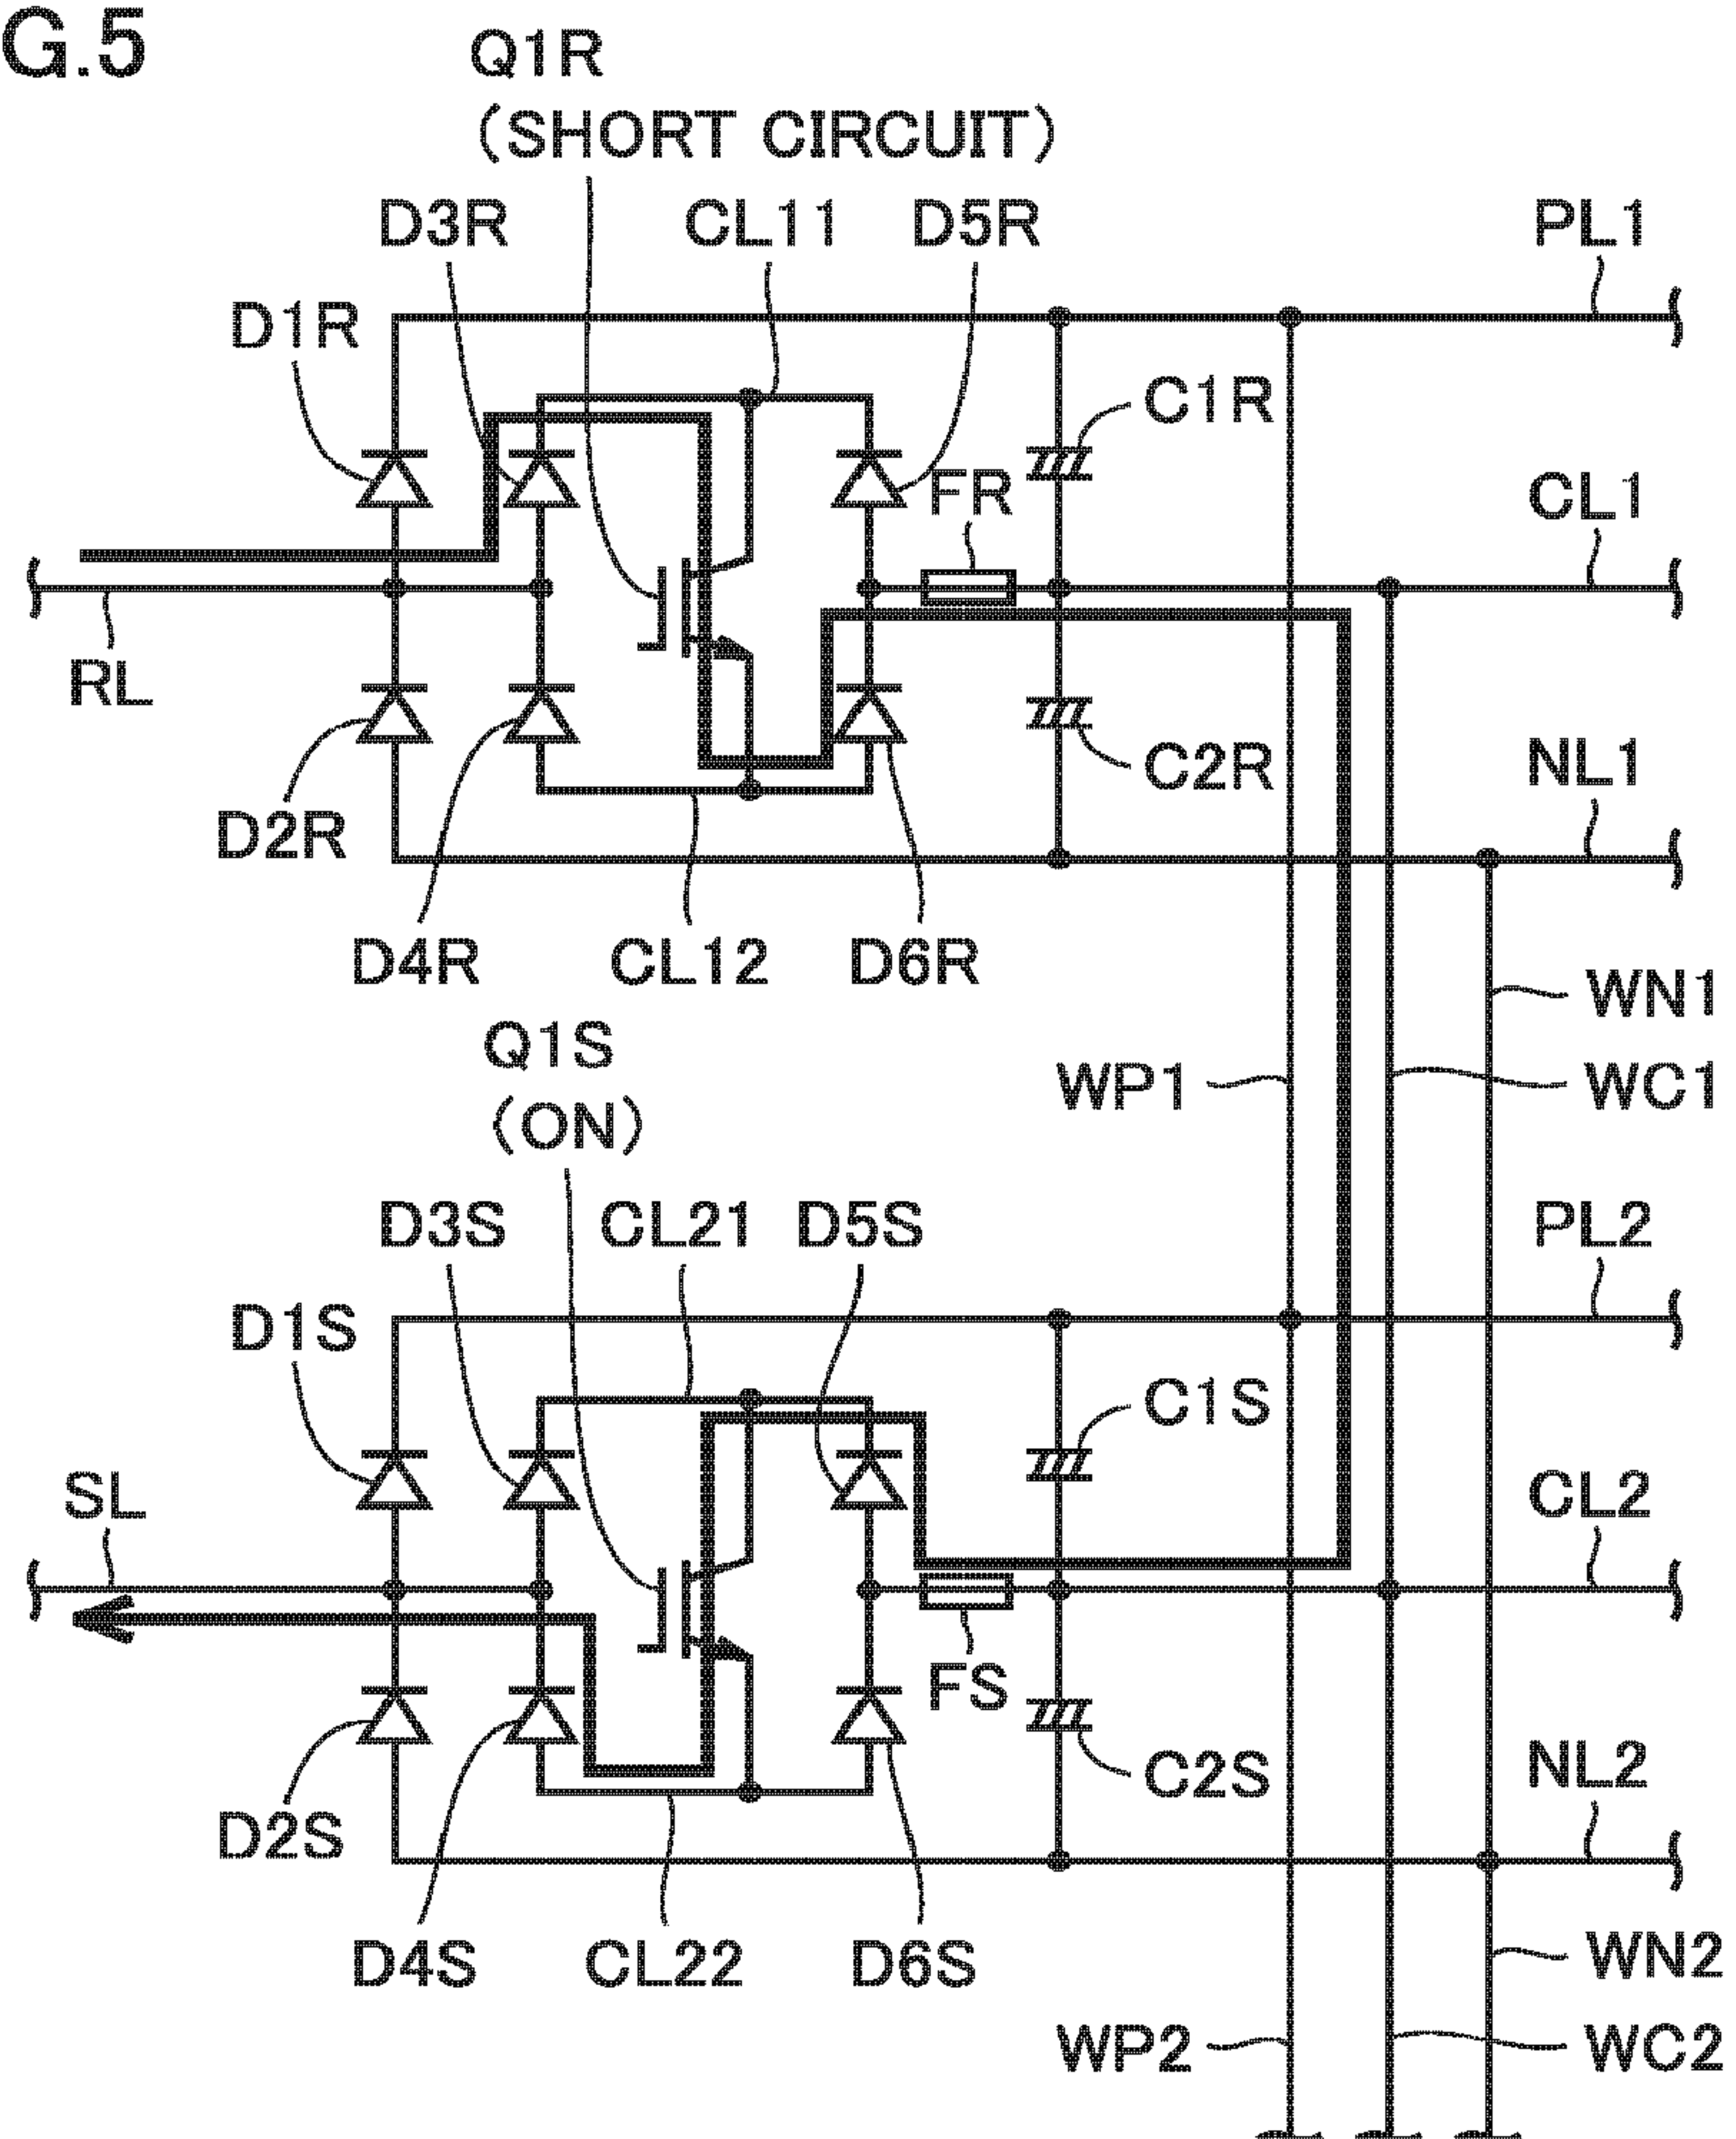 G.5
Q1R
(SHORT CIRCUIT)
D3R CL11 D5R PL1
D1R
C1R
FR CL1
RL
C2R NL1
D2R
D4R CL12 D6R
WN1
Q1S
WP1 WC1
(ON)
D3S CL21 D5S PL2
D1S
C1S
SL CL2
FS
C2S NL2
D2S
D4S CL22 D6S WN2
WP2 WC2